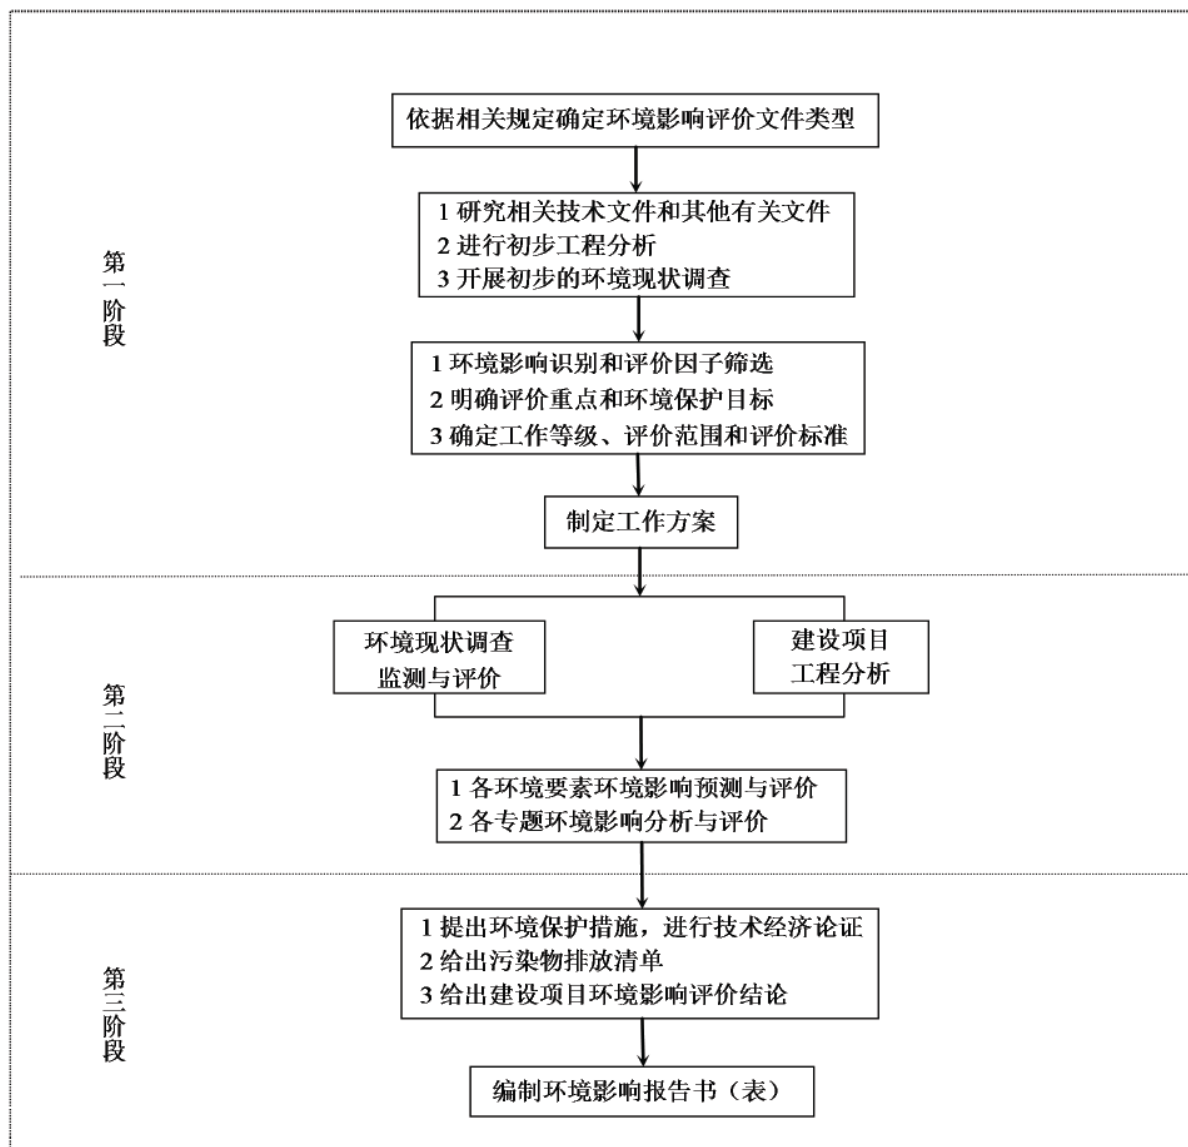 依据相关规定确定环境影响评价文件类型
1 研究相关技术文件和其他有关文件
2 进行初步工程分析
3 开展初步的环境现状调查
第一阶段
1 环境影响识别和评价因子筛选
2 明确评价重点和环境保护目标
3 确定工作等级、评价范围和评价标准
制定工作方案
环境现状调查
监测与评价
建设项目
工程分析
第二阶段
1 各环境要素环境影响预测与评价
2 各专题环境影响分析与评价
1 提出环境保护措施，进行技术经济论证
2 给出污染物排放清单
3 给出建设项目环境影响评价结论
第三阶段
编制环境影响报告书（表）